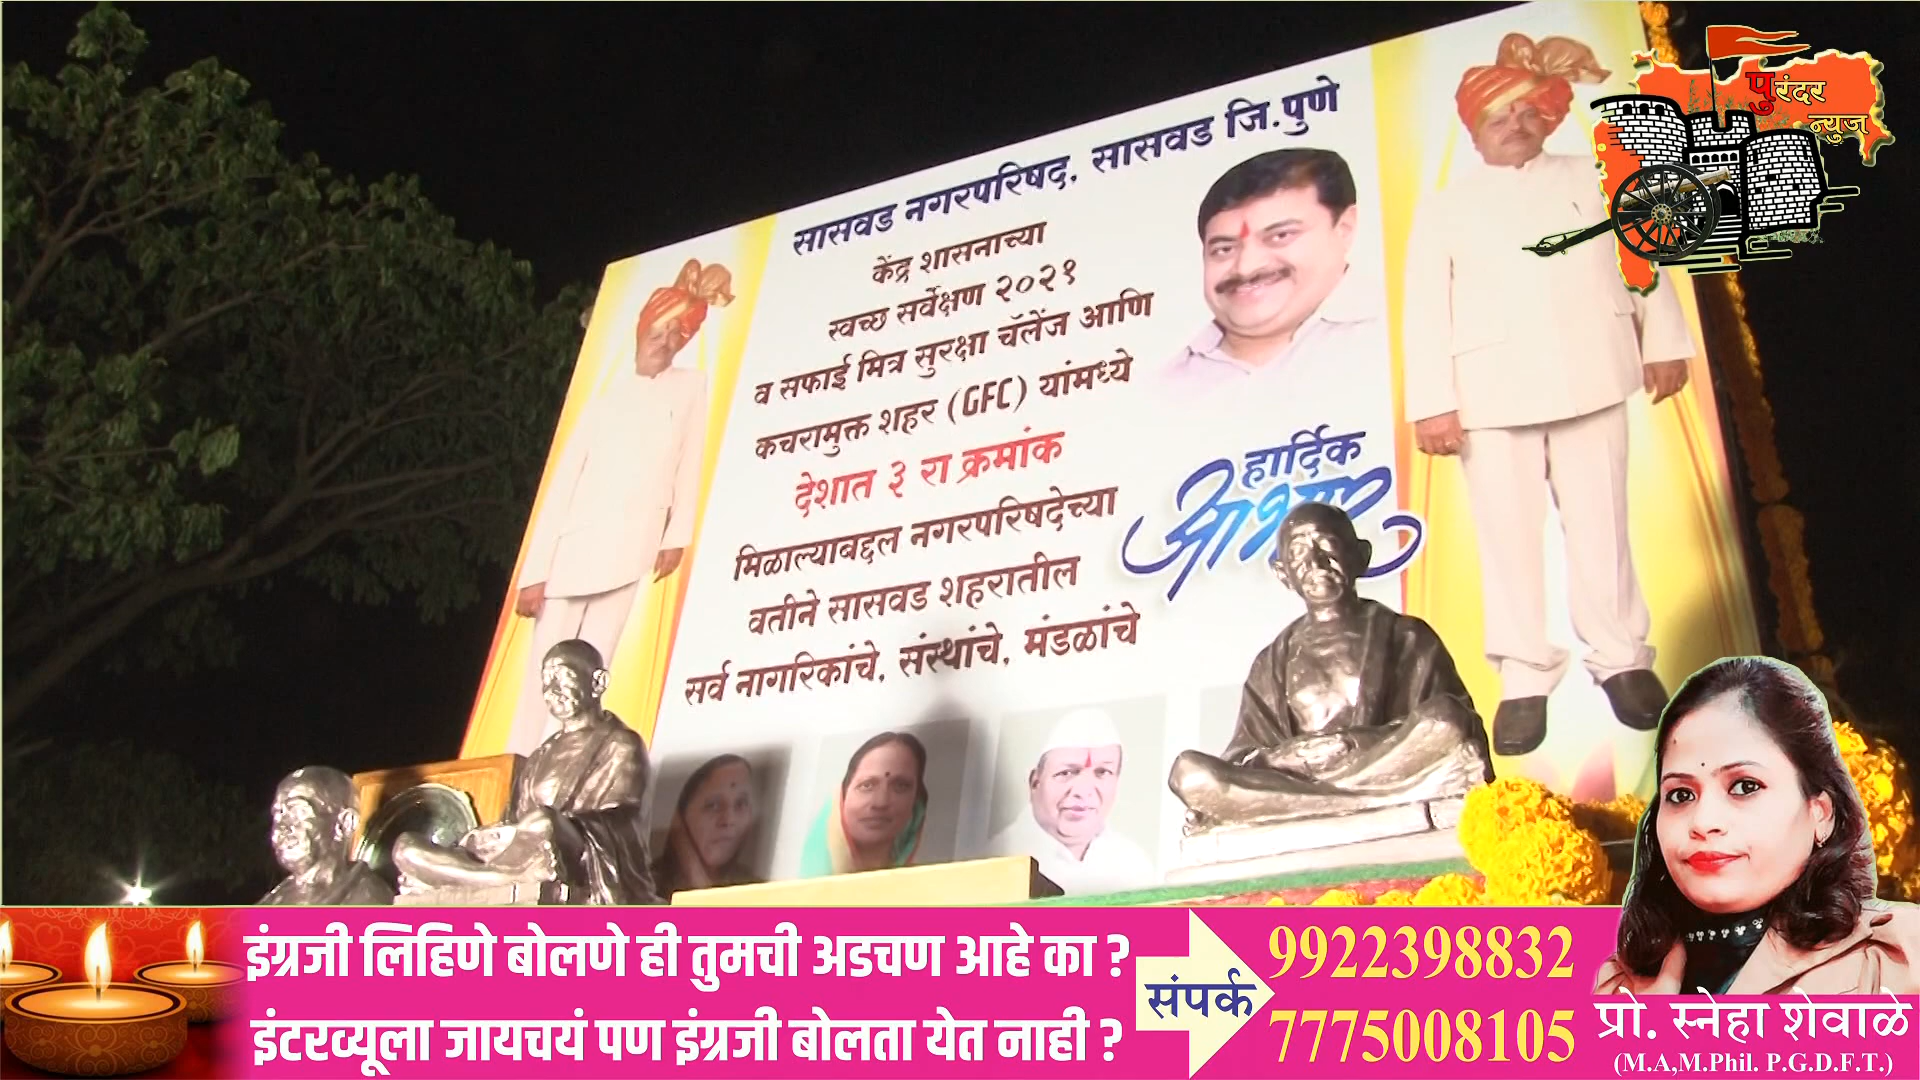 पुरंदर
न्युज
सासवड नगरपरिषद, सासवड जि.पुणे
केंद्र शासनाच्या
स्वच्छ सर्वेक्षण २०२१
व सफाई मित्र सुरक्षा चॅलेंज आणि
कचरामुक्त शहर (GFC) यांमध्ये
देशात ३ रा क्रमांक
मिळाल्याबद्दल नगरपरिषदेच्या
वतीने सासवड शहरातील
सर्व नागरिकांचे, संस्थांचे, मंडळांचे
हार्दिक
आभार
इंग्रजी लिहिणे बोलणे ही तुमची अडचण आहे का ?
इंटरव्यूला जायचयं पण इंग्रजी बोलता येत नाही ?
संपर्क
9922398832
7775008105
प्रो. स्नेहा शेवाळे
(M.A,M.Phil. P.G.D.F.T.)